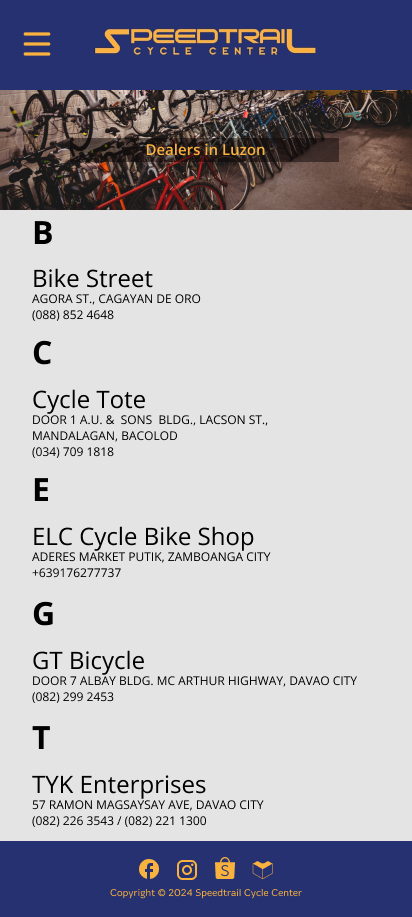 SPEEDTRAIL
CYCLE CENTER
Dealers in Luzon
B
Bike Street
AGORA ST., CAGAYAN DE ORO
(088) 852 4648
C
Cycle Tote
DOOR 1 A.U. & SONS BLDG., LACSON ST.,
MANDALAGAN, BACOLOD
(034) 709 1818
E
ELC Cycle Bike Shop
ADERES MARKET PUTIK, ZAMBOANGA CITY
+639176277737
G
GT Bicycle
DOOR 7 ALBAY BLDG. MC ARTHUR HIGHWAY, DAVAO CITY
(082) 299 2453
T
TYK Enterprises
57 RAMON MAGSAYSAY AVE, DAVAO CITY
(082) 226 3543 / (082) 221 1300
Copyright © 2024 Speedtrail Cycle Center